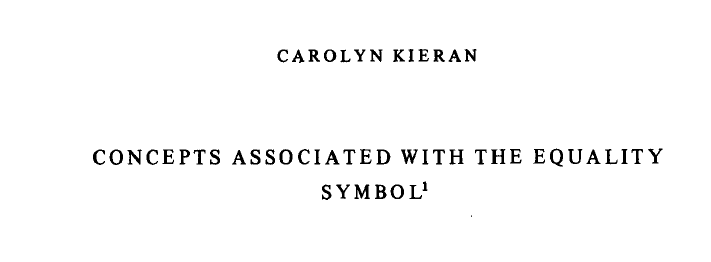 CAROLYN KIERAN
CONCEPTS ASSOCIATED WITH THE EQUALITY
SYMBOL¹